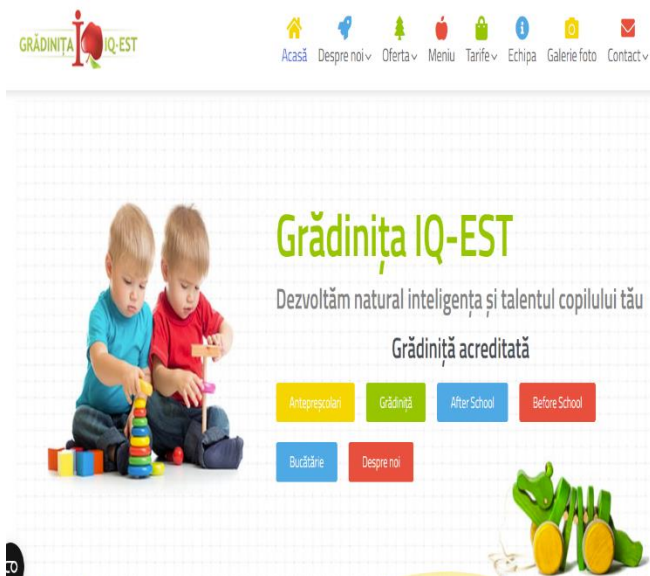 GRĂDINIȚA IQ IQ-EST
Acasă Despre noi Oferta Meniu Tarife Echipa Galerie foto Contact
Grădinița IQ-EST
Dezvoltăm natural inteligența și talentul copilului tău
Grădiniță acreditată
Antepreșcolari Grădiniță After School Before School
Bucătărie Despre noi